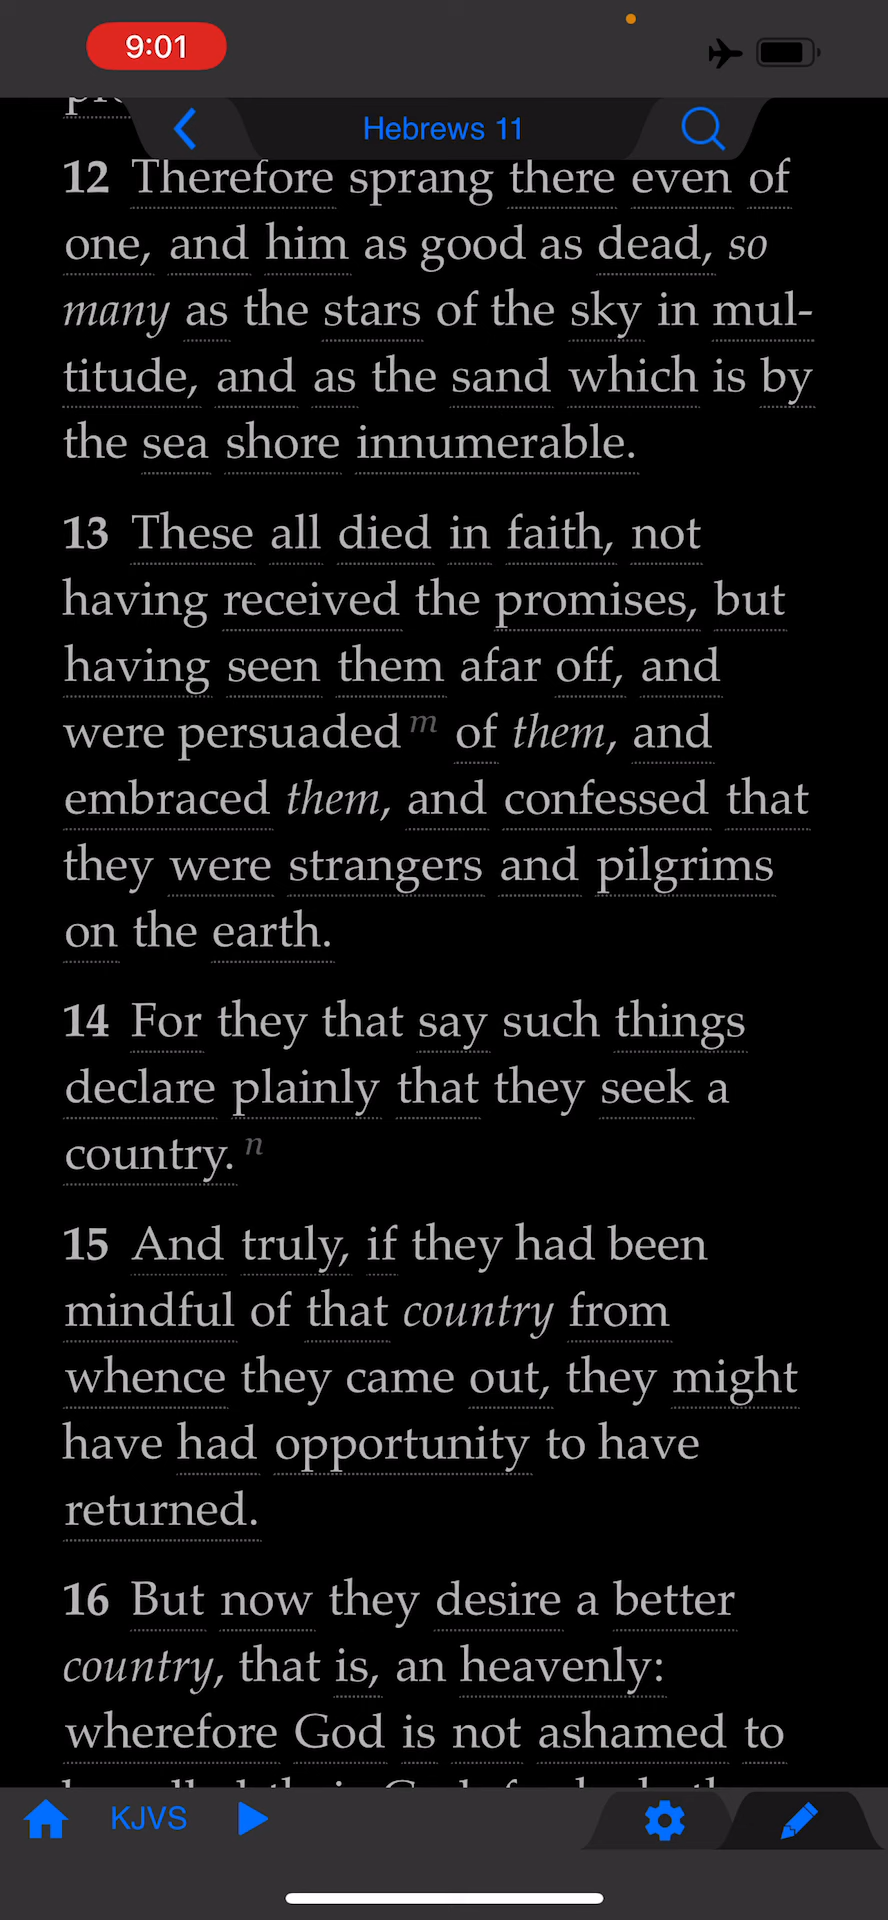 9:01
Hebrews 11
12 Therefore sprang there even of
one, and him as good as dead, so
many as the stars of the sky in mul-
titude, and as the sand which is by
the sea shore innumerable.
13 These all died in faith, not
having received the promises, but
having seen them afar off, and
were persuaded m of them, and
embraced them, and confessed that
they were strangers and pilgrims
on the earth.
14 For they that say such things
declare plainly that they seek a
country. n
15 And truly, if they had been
mindful of that country from
whence they came out, they might
have had opportunity to have
returned.
16 But now they desire a better
country, that is, an heavenly:
wherefore God is not ashamed to
KJVS